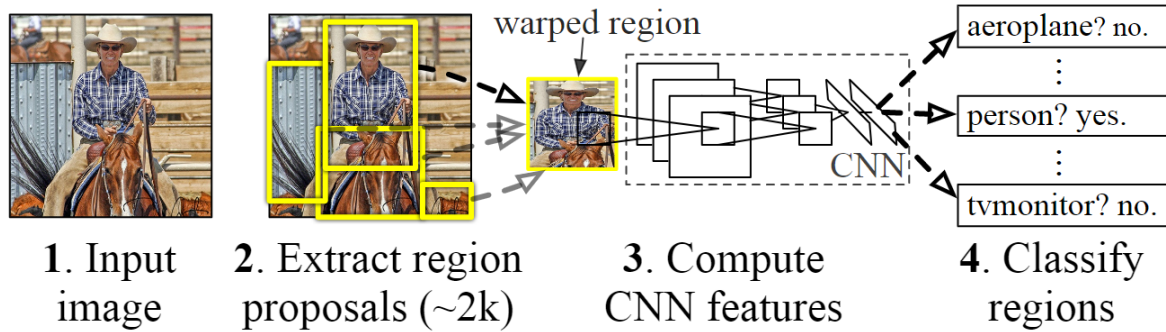 warped region
aeroplane? no.
person? yes.
CNN
tvmonitor? no.
1. Input
image
2. Extract region
proposals (~2k)
3. Compute
CNN features
4. Classify
regions